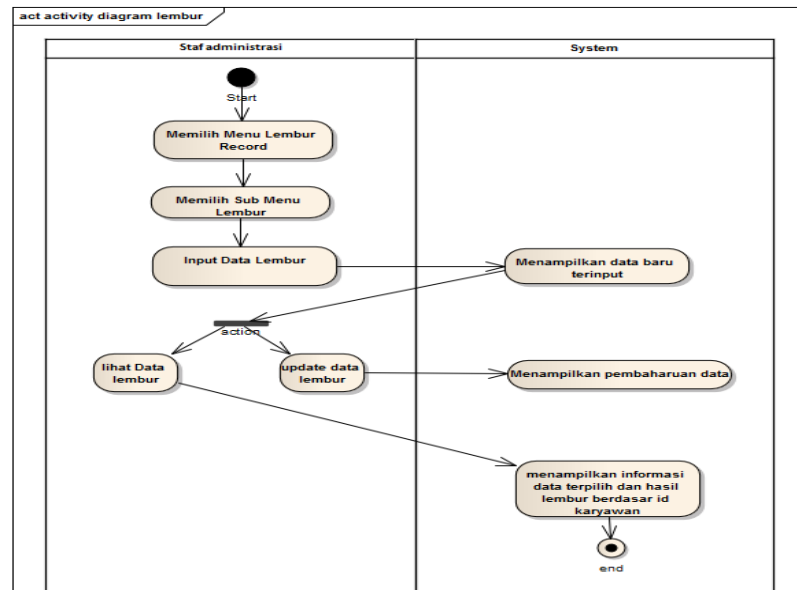 act activity diagram lembur
Staf administrasi
System
Start
Memilih Menu Lembur
Record
Memilih Sub Menu
Lembur
Input Data Lembur
Menampilkan data baru
terinput
action
lihat Data
lembur
update data
lembur
Menampilkan pembaharuan data
menampilkan informasi
data terpilih dan hasil
lembur berdasar id
karyawan
end